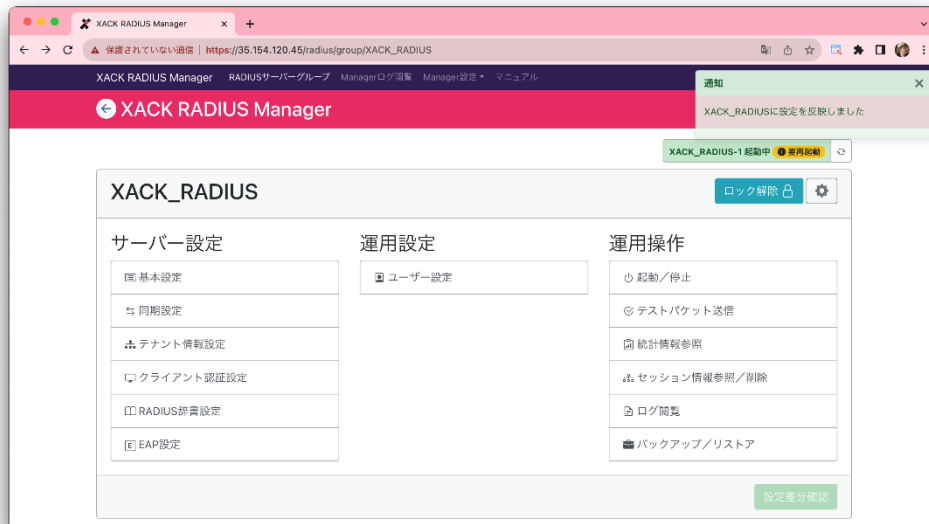 XACK RADIUS Manager
保護されていない通信 | https://35.154.120.45/radius/group/XACK_RADIUS
XACK RADIUS Manager RADIUSサーバーグループ Managerログ閲覧 Manager設定 マニュアル
通知
XACK RADIUS Manager
XACK_RADIUSに設定を反映しました
XACK_RADIUS-1 起動中 要再起動
XACK_RADIUS
ロック解除
サーバー設定
基本設定
同期設定
テナント情報設定
クライアント認証設定
RADIUS辞書設定
EAP設定
運用設定
ユーザー設定
運用操作
起動／停止
テストパケット送信
統計情報参照
セッション情報参照／削除
ログ閲覧
バックアップ／リストア
設定差分確認